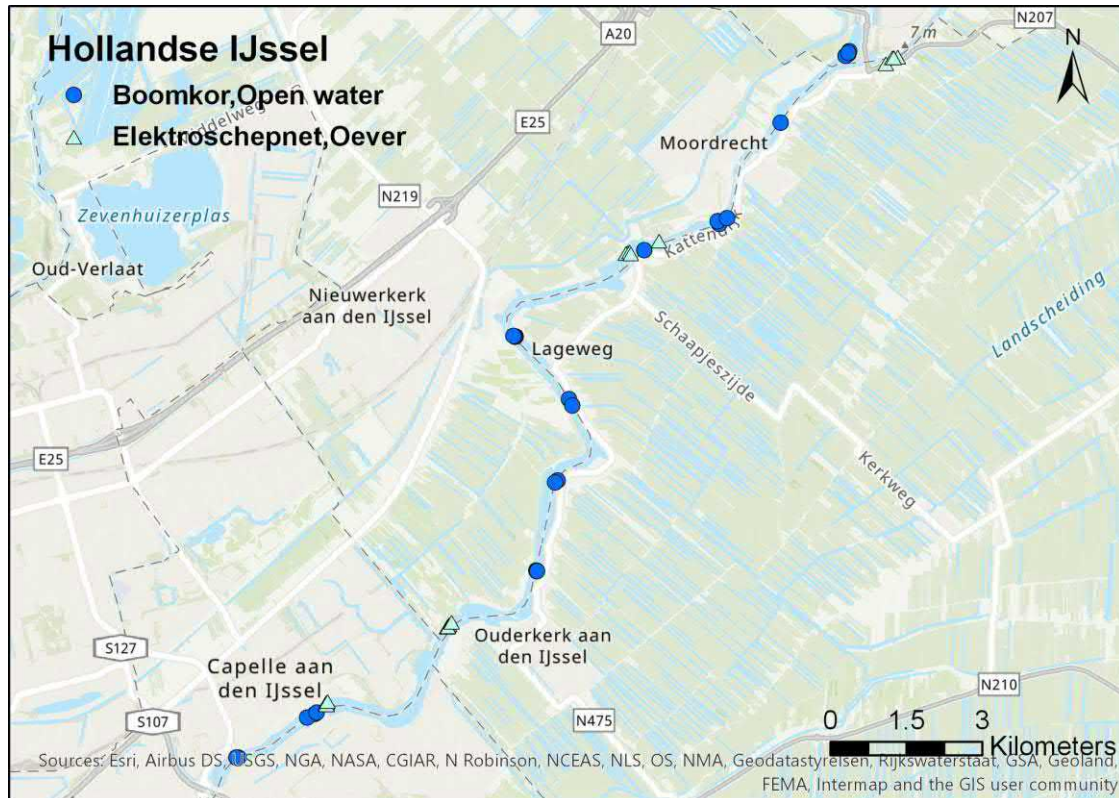 Hollandse IJssel
Boomkor,Open water
Elektroschepnet,Oever
A20
N207
7 m
N
Middelweg
E25
Moordrecht
N219
Zevenhuizerplas
Kattendijk
Oud-Verlaat
Nieuwerkerk
aan den IJssel
Landscheiding
Lageweg
Schaapjeszijde
E25
Kerkweg
S127
Ouderkerk aan
den IJssel
Capelle aan
den IJssel
N210
S107
N475
0 1.5 3
Kilometers
Sources: Esri, Airbus DS, USGS, NGA, NASA, CGIAR, N Robinson, NCEAS, NLS, OS, NMA, Geodatastyrelsen, Rijkswaterstaat, GSA, Geoland,
FEMA, Intermap and the GIS user community